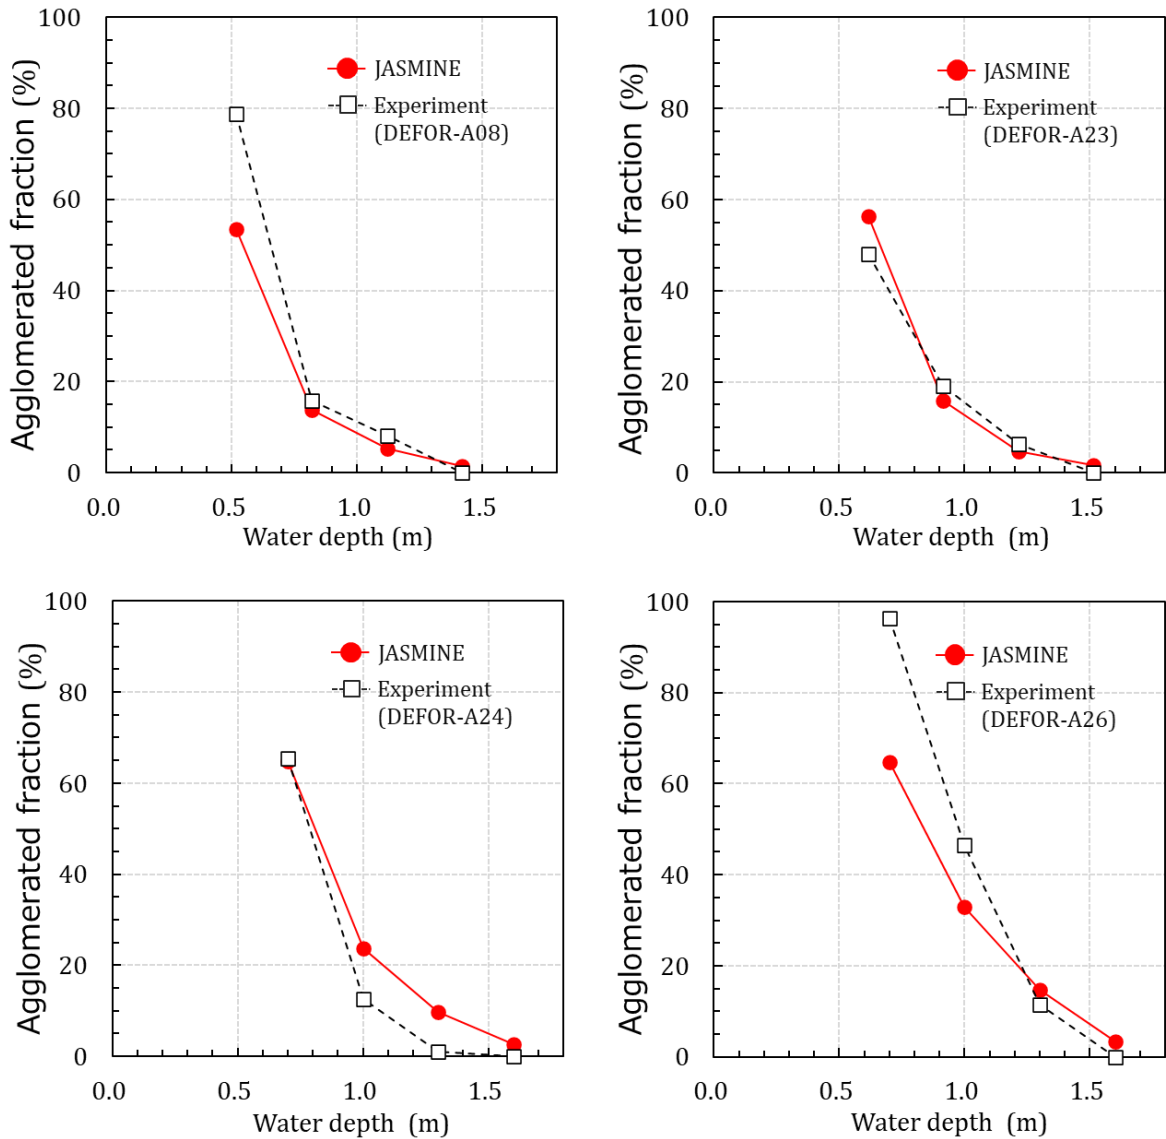 100
80
60
40
20
0
Agglomerated fraction (%)
JASMINE
Experiment
(DEFOR-A08)
0.0
0.5
1.0
1.5
Water depth (m)
100
80
60
40
20
0
Agglomerated fraction (%)
JASMINE
Experiment
(DEFOR-A23)
0.0
0.5
1.0
1.5
Water depth (m)
100
80
60
40
20
0
Agglomerated fraction (%)
JASMINE
Experiment
(DEFOR-A24)
0.0
0.5
1.0
1.5
Water depth (m)
100
80
60
40
20
0
Agglomerated fraction (%)
JASMINE
Experiment
(DEFOR-A26)
0.0
0.5
1.0
1.5
Water depth (m)